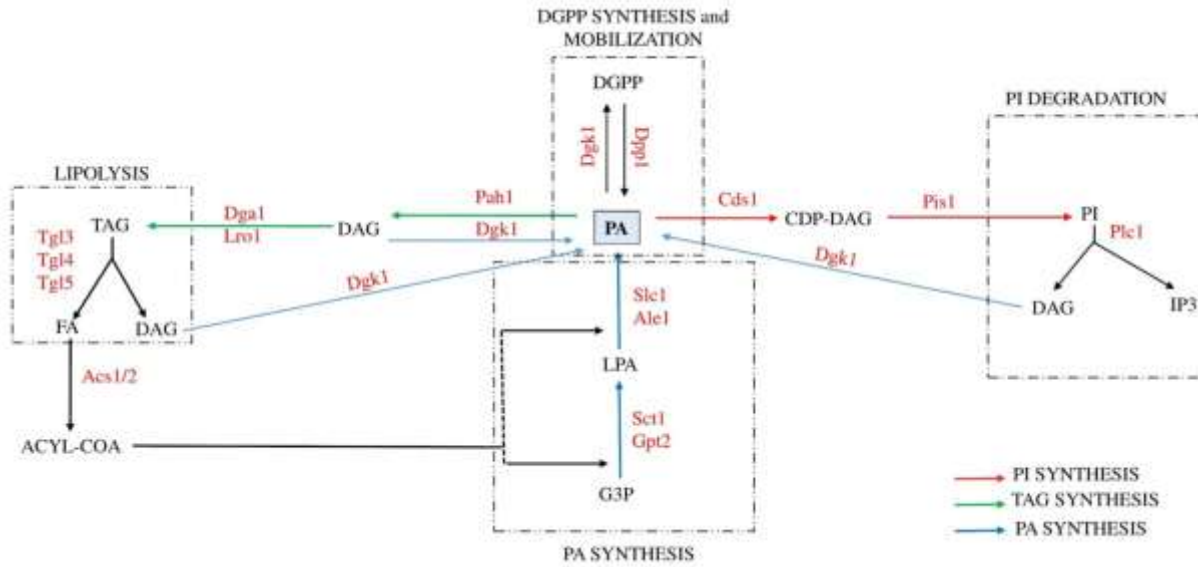 DGPP SYNTHESIS and
MOBILIZATION
DGPP
Dgk1
Dpp1
PI DEGRADATION
LIPOLYSIS
TAG
Tgl3
Tgl4
Tgl5
Dga1
Lro1
DAG
Pah1
Dgk1
PA
Cds1
CDP-DAG
Pis1
PI
Plc1
Dgk1
Dgk1
DAG
IP3
FA
DAG
Slc1
Ale1
LPA
Acs1/2
Sct1
Gpt2
ACYL-COA
G3P
PI SYNTHESIS
TAG SYNTHESIS
PA SYNTHESIS
PA SYNTHESIS